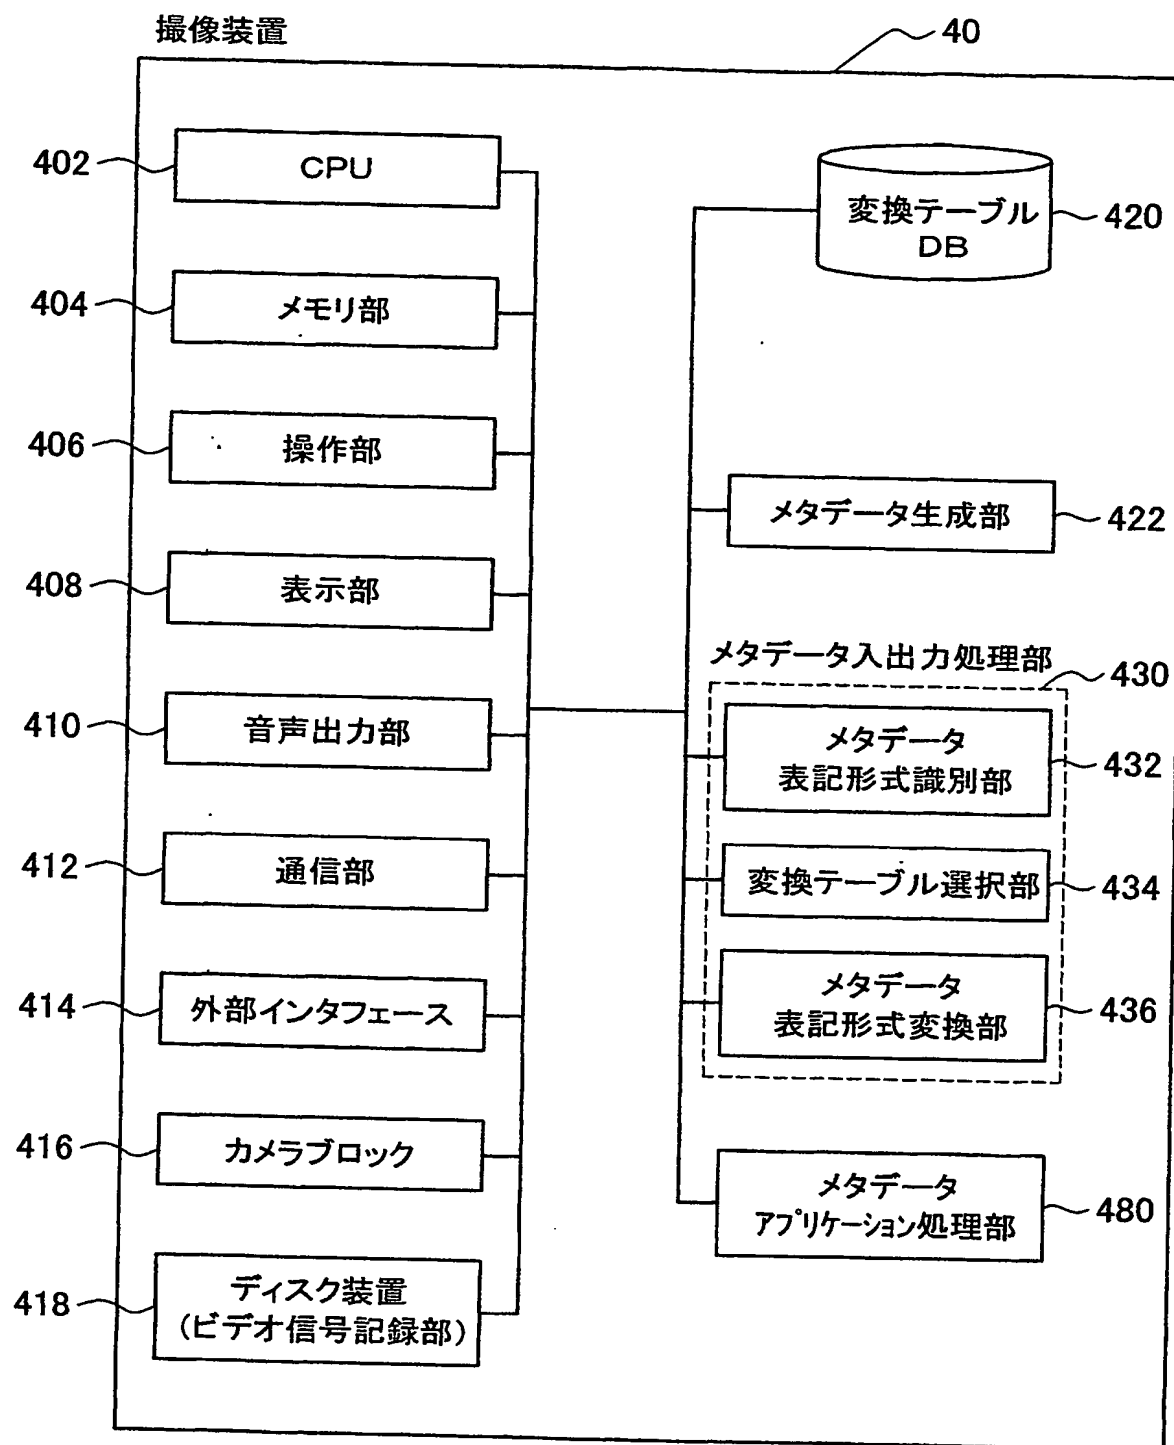 撮像装置
40
402
CPU
404
メモリ部
406
操作部
408
表示部
410
音声出力部
412
通信部
414
外部インタフェース
416
カメラブロック
418
ディスク装置
(ビデオ信号記録部)
変換テーブル
DB
420
メタデータ生成部
422
メタデータ入出力処理部
430
メタデータ
表記形式識別部
432
変換テーブル選択部
434
メタデータ
表記形式変換部
436
メタデータ
アプリケーション処理部
480